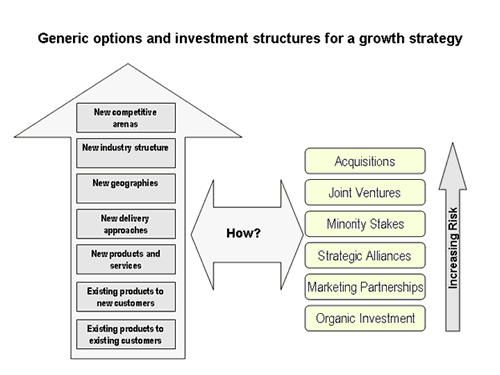 Generic options and investment structures for a growth strategy
New competitive
arenas
New industry structure
New geographies
New delivery
approaches
New products and
services
Existing products to
new customers
Existing products to
existing customers
How?
Acquisitions
Joint Ventures
Minority Stakes
Strategic Alliances
Marketing Partnerships
Organic Investment
Increasing Risk